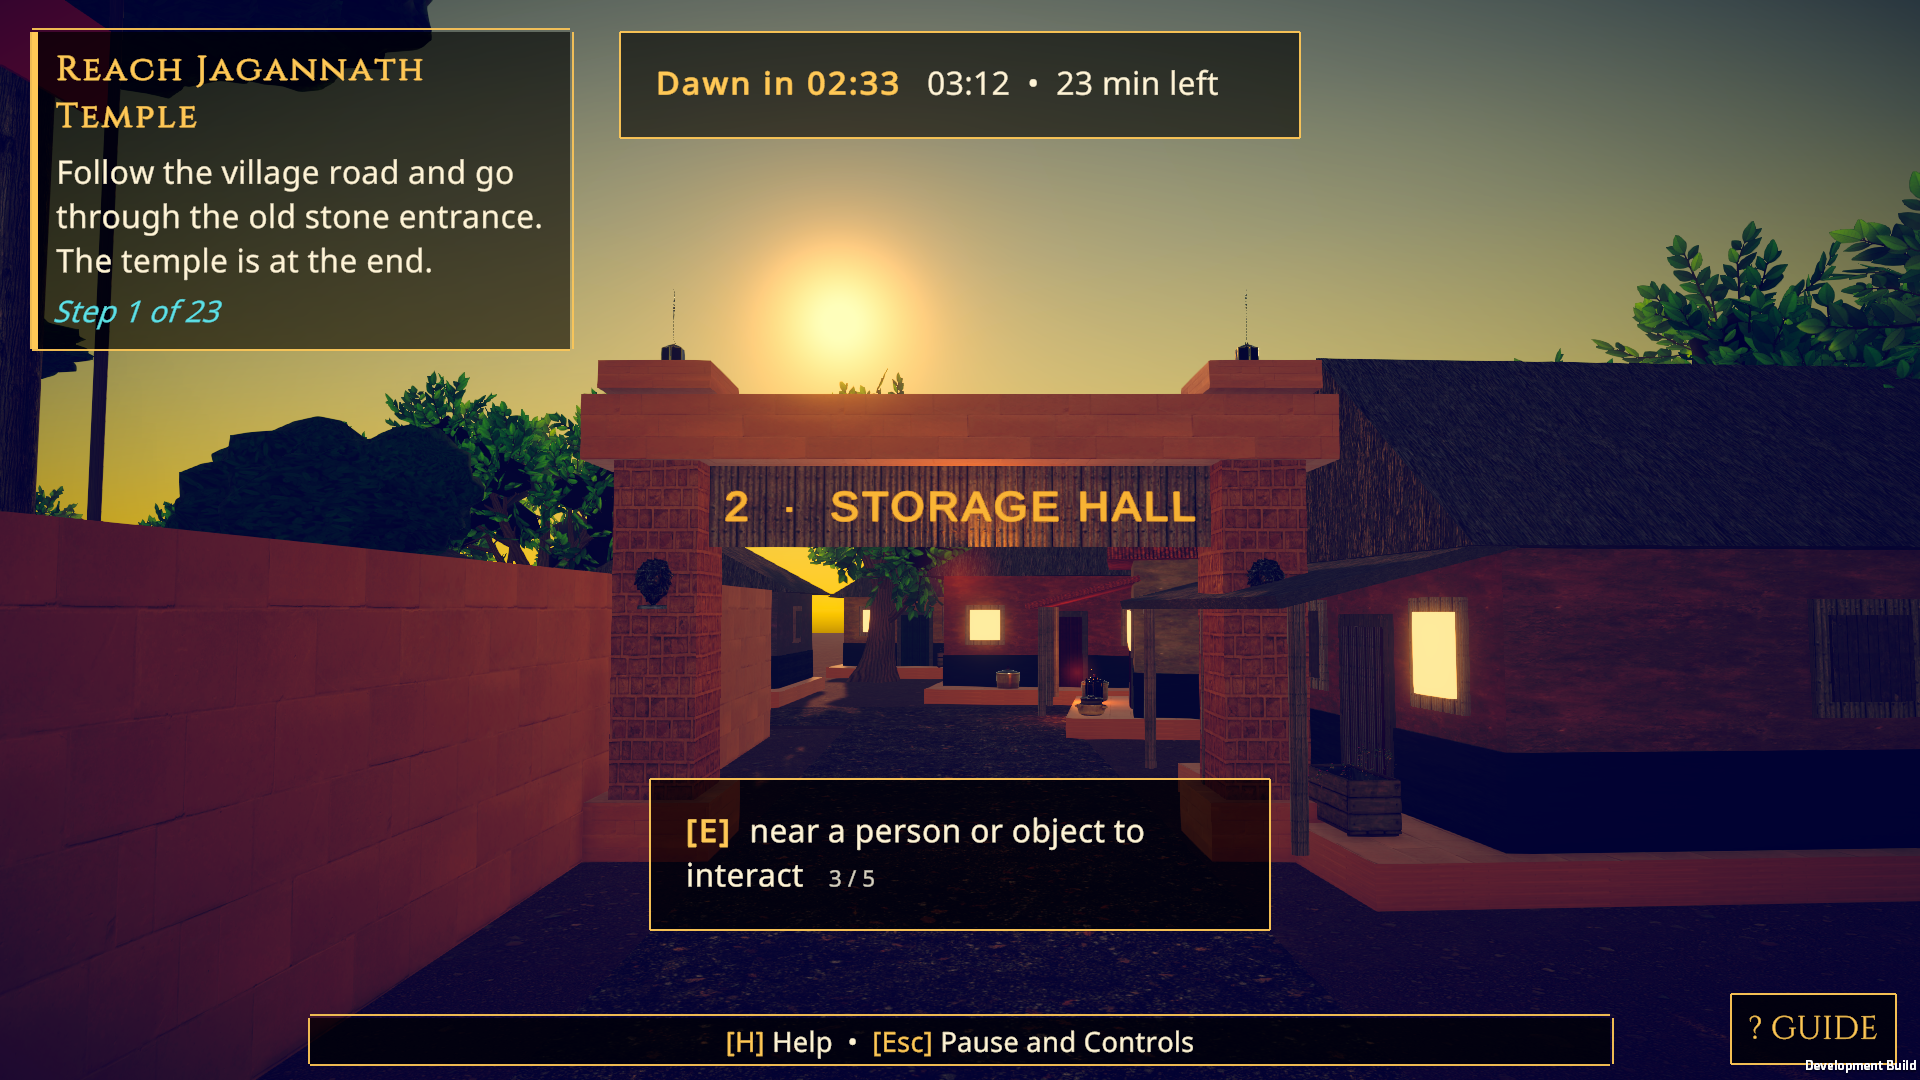 REACH JAGANNATH
TEMPLE
Follow the village road and go
through the old stone entrance.
The temple is at the end.
Step 1 of 23
Dawn in 02:33 03:12 • 23 min left
2 · STORAGE HALL
[E] near a person or object to
interact 3 / 5
[H] Help • [Esc] Pause and Controls
? GUIDE
Development Build